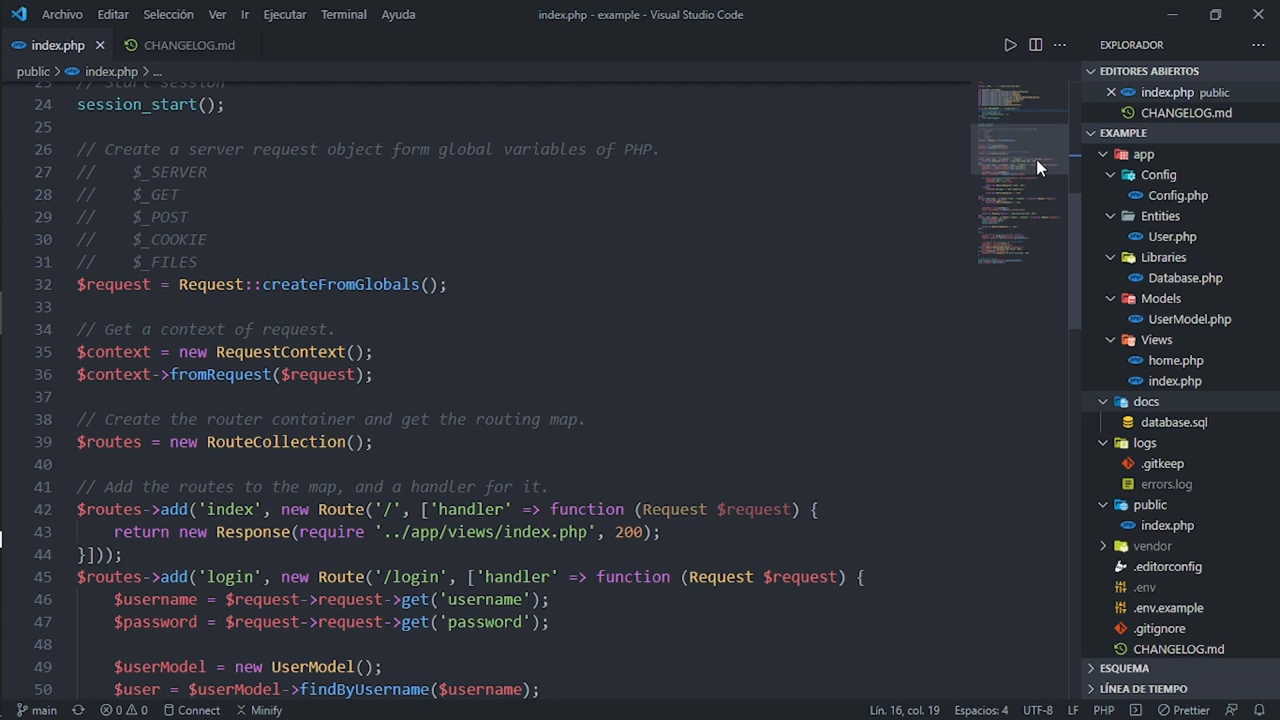 Archivo Editar Selección Ver Ir Ejecutar Terminal Ayuda
index.php - example - Visual Studio Code
index.php
CHANGELOG.md
public > index.php > ...
23 // Start session
24 session_start();
25
26 // Create a server request object form global variables of PHP.
27 //     $_SERVER
28 //     $_GET
29 //     $_POST
30 //     $_COOKIE
31 //     $_FILES
32 $request = Request::createFromGlobals();
33
34 // Get a context of request.
35 $context = new RequestContext();
36 $context->fromRequest($request);
37
38 // Create the router container and get the routing map.
39 $routes = new RouteCollection();
40
41 // Add the routes to the map, and a handler for it.
42 $routes->add('index', new Route('/', ['handler' => function (Request $request) {
43     return new Response(require '../app/views/index.php', 200);
44 }]));
45 $routes->add('login', new Route('/login', ['handler' => function (Request $request) {
46     $username = $request->request->get('username');
47     $password = $request->request->get('password');
48
49     $userModel = new UserModel();
50     $user = $userModel->findByUsername($username);
EXPLORADOR
EDITORES ABIERTOS
index.php public
CHANGELOG.md
EXAMPLE
app
Config
Config.php
Entities
User.php
Libraries
Database.php
Models
UserModel.php
Views
home.php
index.php
docs
database.sql
logs
.gitkeep
errors.log
public
index.php
vendor
.editorconfig
.env
.env.example
.gitignore
CHANGELOG.md
ESQUEMA
LÍNEA DE TIEMPO
main 0 0 Connect Minify
Lín. 16, col. 19 Espacios: 4 UTF-8 LF PHP Prettier